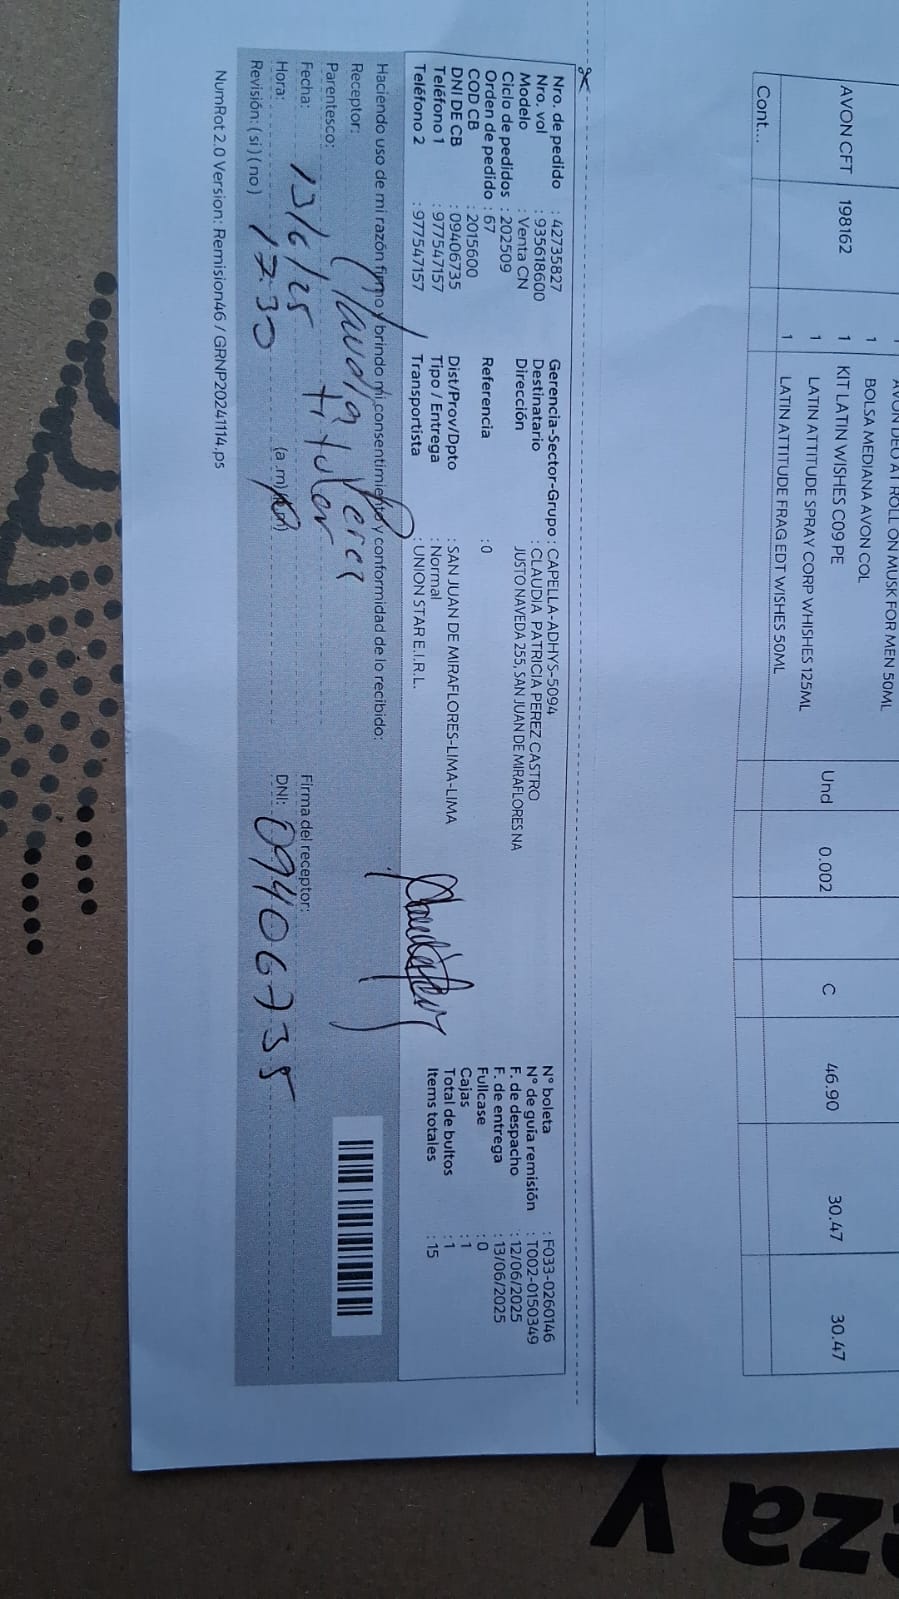 AVON DEO AT ROLL ON MUSK FOR MEN 50ML
1 BOLSA MEDIANA AVON COL
AVON CFT 198162 1 KIT LATIN WISHES C09 PE Und 0.002 C 46.90 30.47 30.47
1 LATIN ATTITUDE SPRAY CORP WHISHES 125ML
1 LATIN ATTITUDE FRAG EDT WISHES 50ML
Cont...
Nro. de pedido : 42735827
Nro. vol : 935618600
Modelo : Venta CN
Ciclo de pedidos : 202509
Orden de pedido : 67
COD CB : 2015600
DNI DE CB : 09406735
Teléfono 1 : 977547157
Teléfono 2 : 977547157
Gerencia-Sector-Grupo : CAPELLA-ADHYS-5094
Destinatario : CLAUDIA PATRICIA PEREZ CASTRO
Dirección JUSTO NAVEDA 255, SAN JUAN DE MIRAFLORES NA
Referencia :0
Dist/Prov/Dpto : SAN JUAN DE MIRAFLORES-LIMA-LIMA
Tipo / Entrega : Normal
Transportista : UNION STAR E.I.R.L.
N° boleta : F033-0260146
N° de guía remisión : T002-0150349
F. de despacho : 12/06/2025
F. de entrega : 13/06/2025
Fullcase : 0
Cajas : 1
Total de bultos : 1
Items totales : 15
Haciendo uso de mi razón firmo y brindo mi consentimiento y conformidad de lo recibido:
Receptor: Claudia Perez
Parentesco: titular
Fecha: 13/6/25 Firma del receptor:
Hora: 17:30 (a.m) DNI: 09406735
Revisión: ( si ) ( no )
NumRot 2.0 Version: Remision46 / GRNP20241114.ps
za y